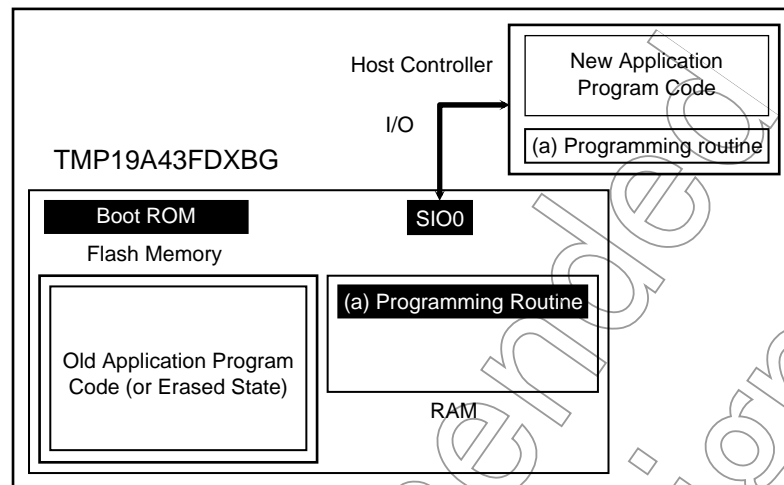 Host Controller
New Application
Program Code
I/O
(a) Programming routine
TMP19A43FDXBG
Boot ROM
SIO0
Flash Memory
(a) Programming Routine
Old Application Program
Code (or Erased State)
RAM